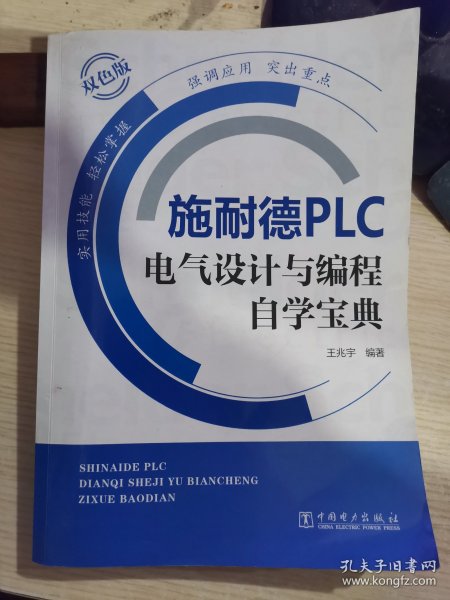 双色版
强调应用 突出重点
实用技能 轻松掌握
施耐德PLC
电气设计与编程
自学宝典
王兆宇 编著
SHINAIDE PLC
DIANQI SHEJI YU BIANCHENG
ZIXUE BAODIAN
中国电力出版社
CHINA ELECTRIC POWER PRESS
孔夫子旧书网
www.kongfz.com